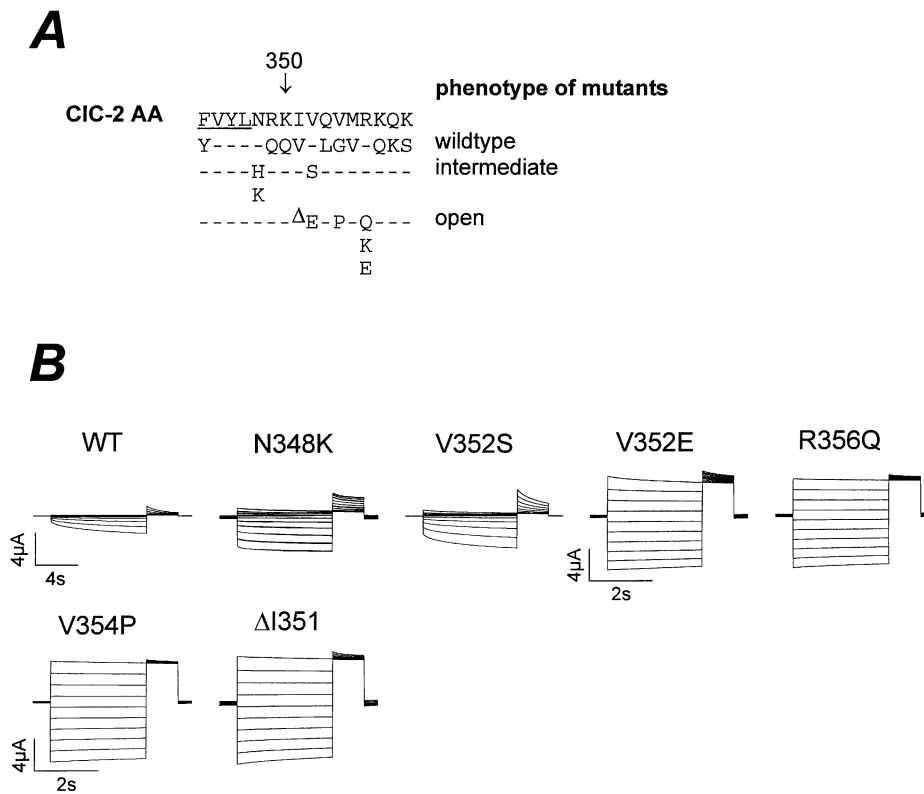 A
350
↓
phenotype of mutants
ClC-2 AA
FVYLNRKIVQVMRKQK
Y----QQV-LGV-QKS wildtype
----H---S------- intermediate
K
-------ΔE-P-Q--- open
K
E
B
WT N348K V352S V352E R356Q
4µA
4s
4µA
2s
V354P ΔI351
4µA
2s